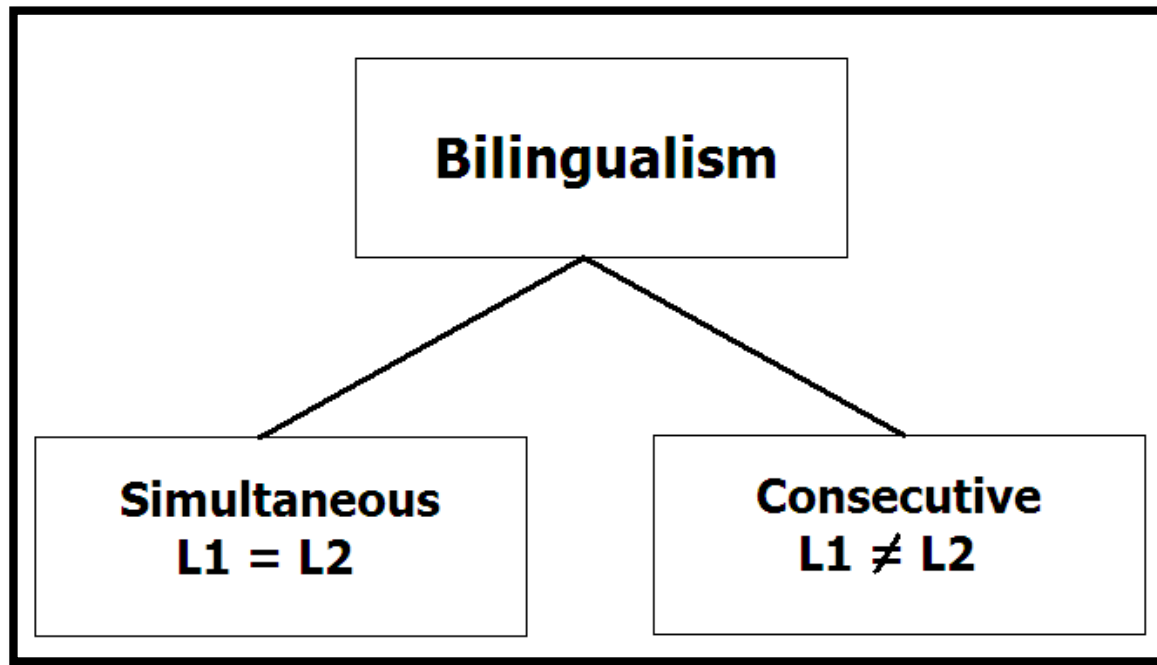 Bilingualism
Simultaneous
L1 = L2
Consecutive
L1 ≠ L2